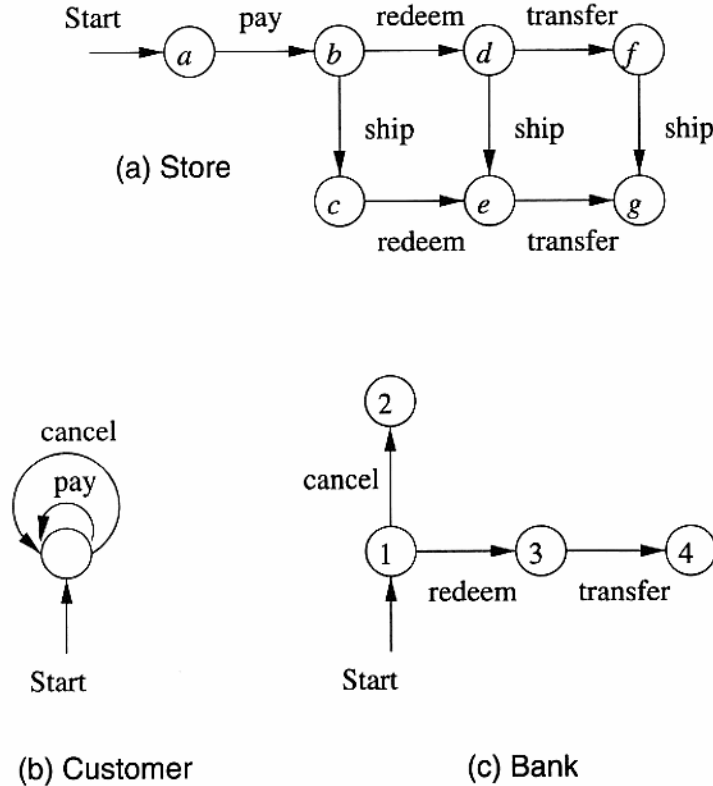 Start pay redeem transfer
a b d f
ship ship ship
(a) Store
c e g
redeem transfer
2
cancel
pay
cancel
1 3 4
redeem transfer
Start Start
(b) Customer (c) Bank